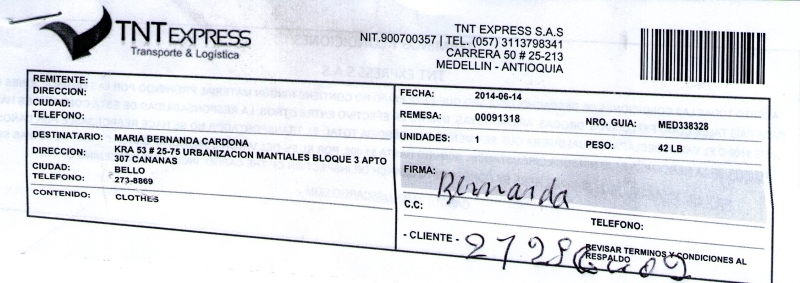 TNT EXPRESS
Transporte & Logística
TNT EXPRESS S.A.S
NIT.900700357 | TEL. (057) 3113798341
CARRERA 50 # 25-213
MEDELLIN - ANTIOQUIA
REMITENTE:
DIRECCION:
CIUDAD:
TELEFONO:
DESTINATARIO: MARIA BERNANDA CARDONA
DIRECCION: KRA 53 # 25-75 URBANIZACION MANTIALES BLOQUE 3 APTO
307 CANANAS
CIUDAD: BELLO
TELEFONO: 273-8869
CONTENIDO: CLOTHES
FECHA: 2014-06-14
REMESA: 00091318 NRO. GUIA: MED338328
UNIDADES: 1 PESO: 42 LB
FIRMA: Bernarda
C.C: TELEFONO:
- CLIENTE - REVISAR TERMINOS Y CONDICIONES AL
RESPALDO